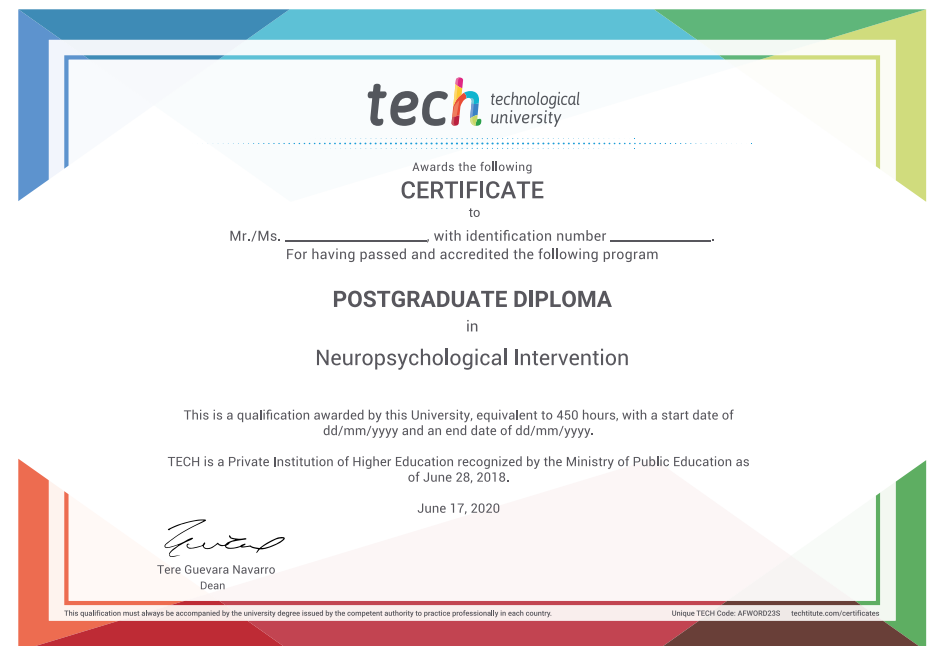 tech technological
university
Awards the following
CERTIFICATE
to
Mr./Ms. ____________________, with identification number ______________.
For having passed and accredited the following program
POSTGRADUATE DIPLOMA
in
Neuropsychological Intervention
This is a qualification awarded by this University, equivalent to 450 hours, with a start date of
dd/mm/yyyy and an end date of dd/mm/yyyy.
TECH is a Private Institution of Higher Education recognized by the Ministry of Public Education as
of June 28, 2018.
June 17, 2020
Tere Guevara Navarro
Dean
This qualification must always be accompanied by the university degree issued by the competent authority to practice professionally in each country. Unique TECH Code: AFWORD23S techtitute.com/certificates